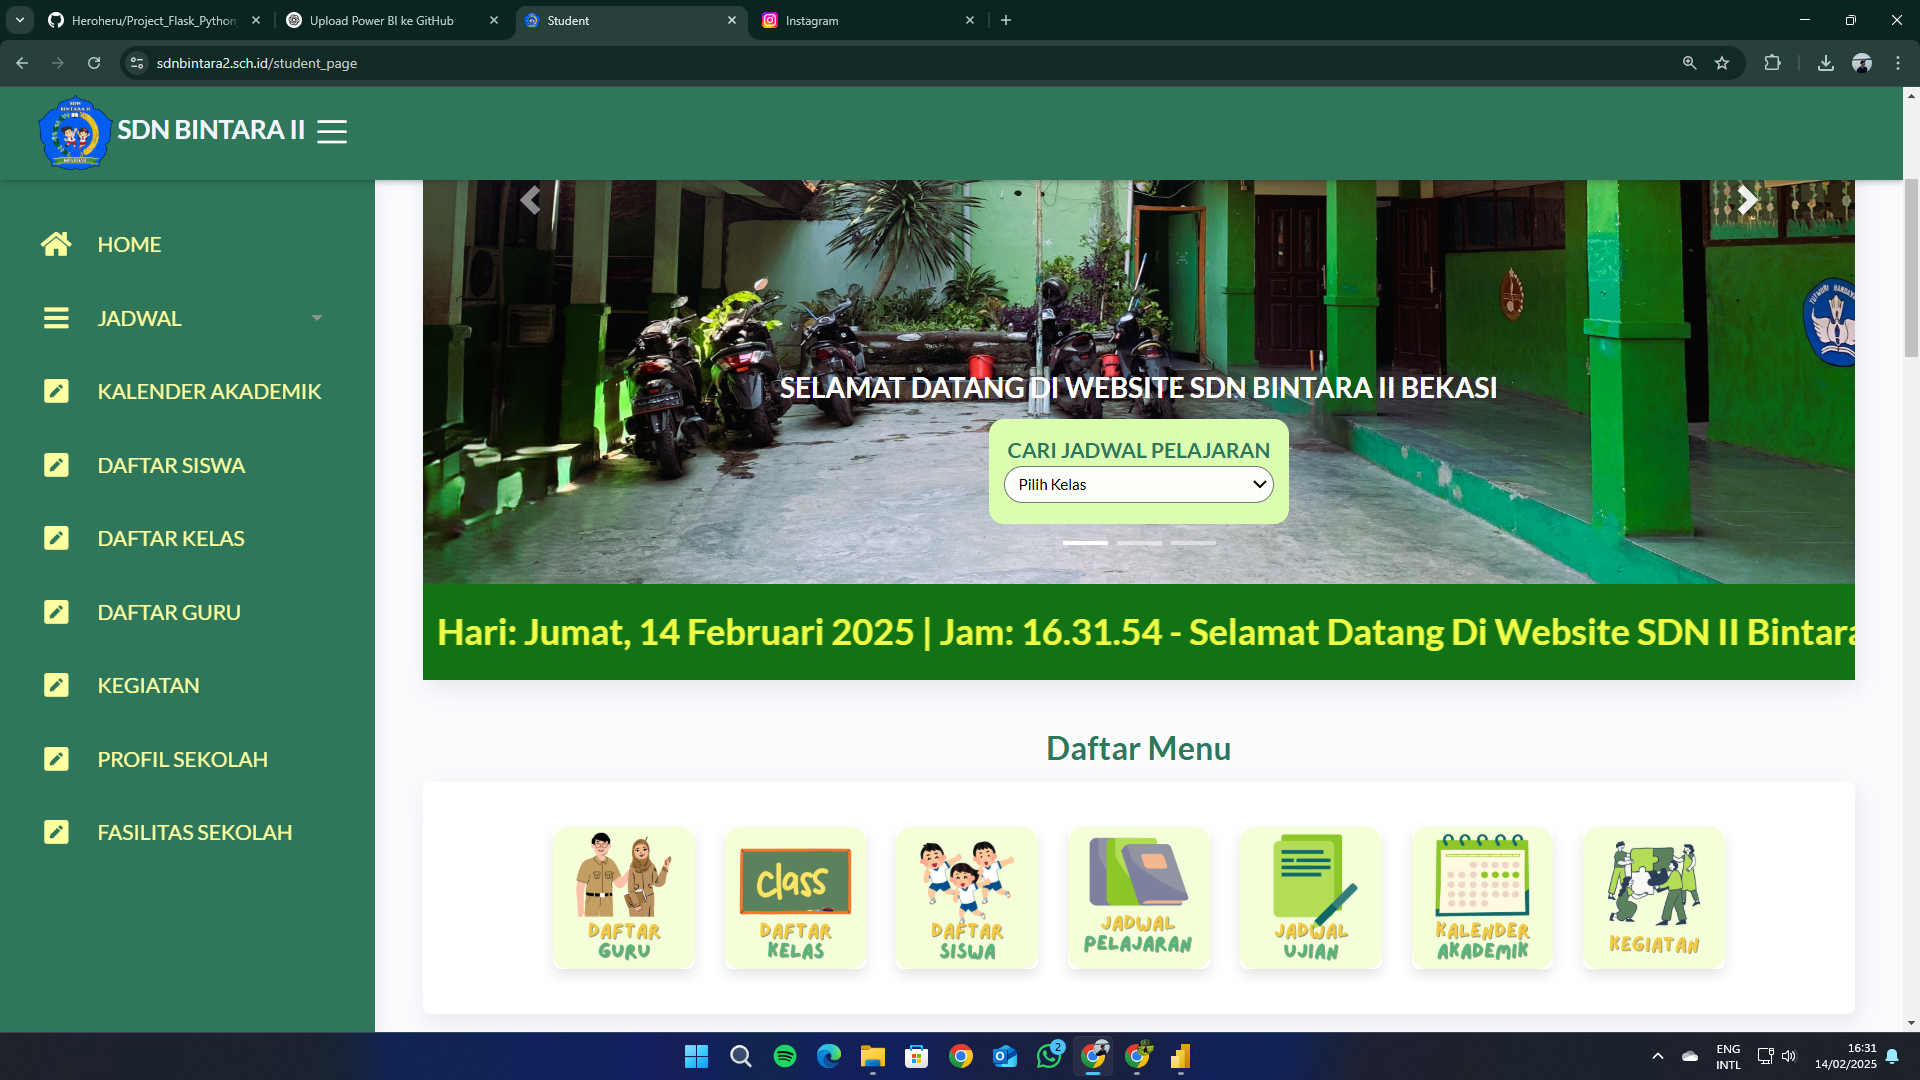 Heroheru/Project_Flask_Python
Upload Power BI ke GitHub
Student
Instagram
sdnbintara2.sch.id/student_page
SDN BINTARA II
HOME
JADWAL
KALENDER AKADEMIK
DAFTAR SISWA
DAFTAR KELAS
DAFTAR GURU
KEGIATAN
PROFIL SEKOLAH
FASILITAS SEKOLAH
SELAMAT DATANG DI WEBSITE SDN BINTARA II BEKASI
CARI JADWAL PELAJARAN
Pilih Kelas
Hari: Jumat, 14 Februari 2025 | Jam: 16.31.54 - Selamat Datang Di Website SDN II Bintara
Daftar Menu
class
DAFTAR
GURU
DAFTAR
KELAS
DAFTAR
SISWA
JADWAL
PELAJARAN
JADWAL
UJIAN
KALENDER
AKADEMIK
KEGIATAN
2
ENG
INTL
16:31
14/02/2025